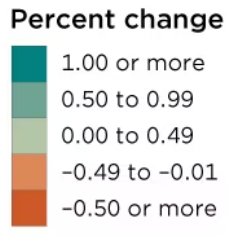 Percent change
1.00 or more
0.50 to 0.99
0.00 to 0.49
–0.49 to –0.01
–0.50 or more